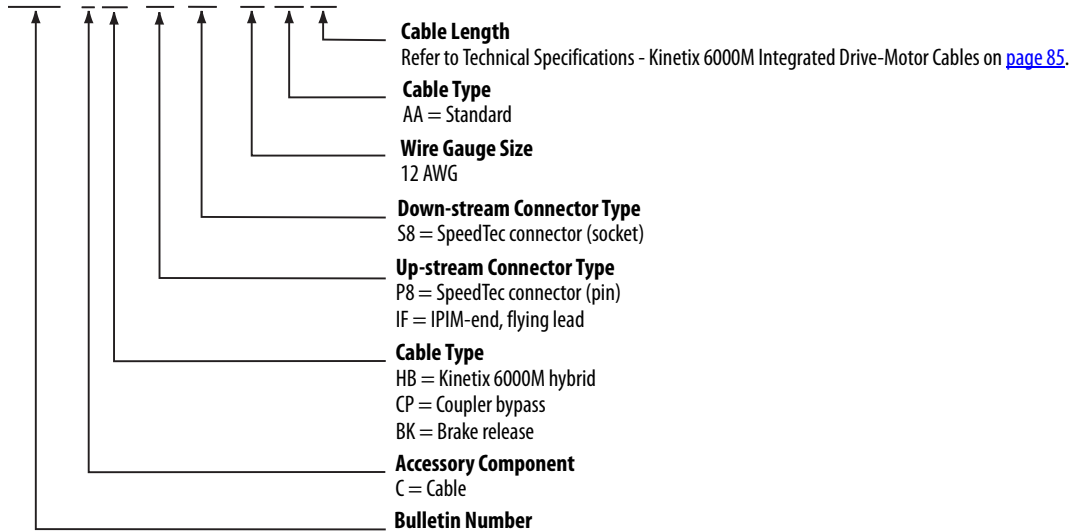 Cable Length
Refer to Technical Specifications - Kinetix 6000M Integrated Drive-Motor Cables on page 85.
Cable Type
AA = Standard
Wire Gauge Size
12 AWG
Down-stream Connector Type
S8 = SpeedTec connector (socket)
Up-stream Connector Type
P8 = SpeedTec connector (pin)
IF = IPIM-end, flying lead
Cable Type
HB = Kinetix 6000M hybrid
CP = Coupler bypass
BK = Brake release
Accessory Component
C = Cable
Bulletin Number